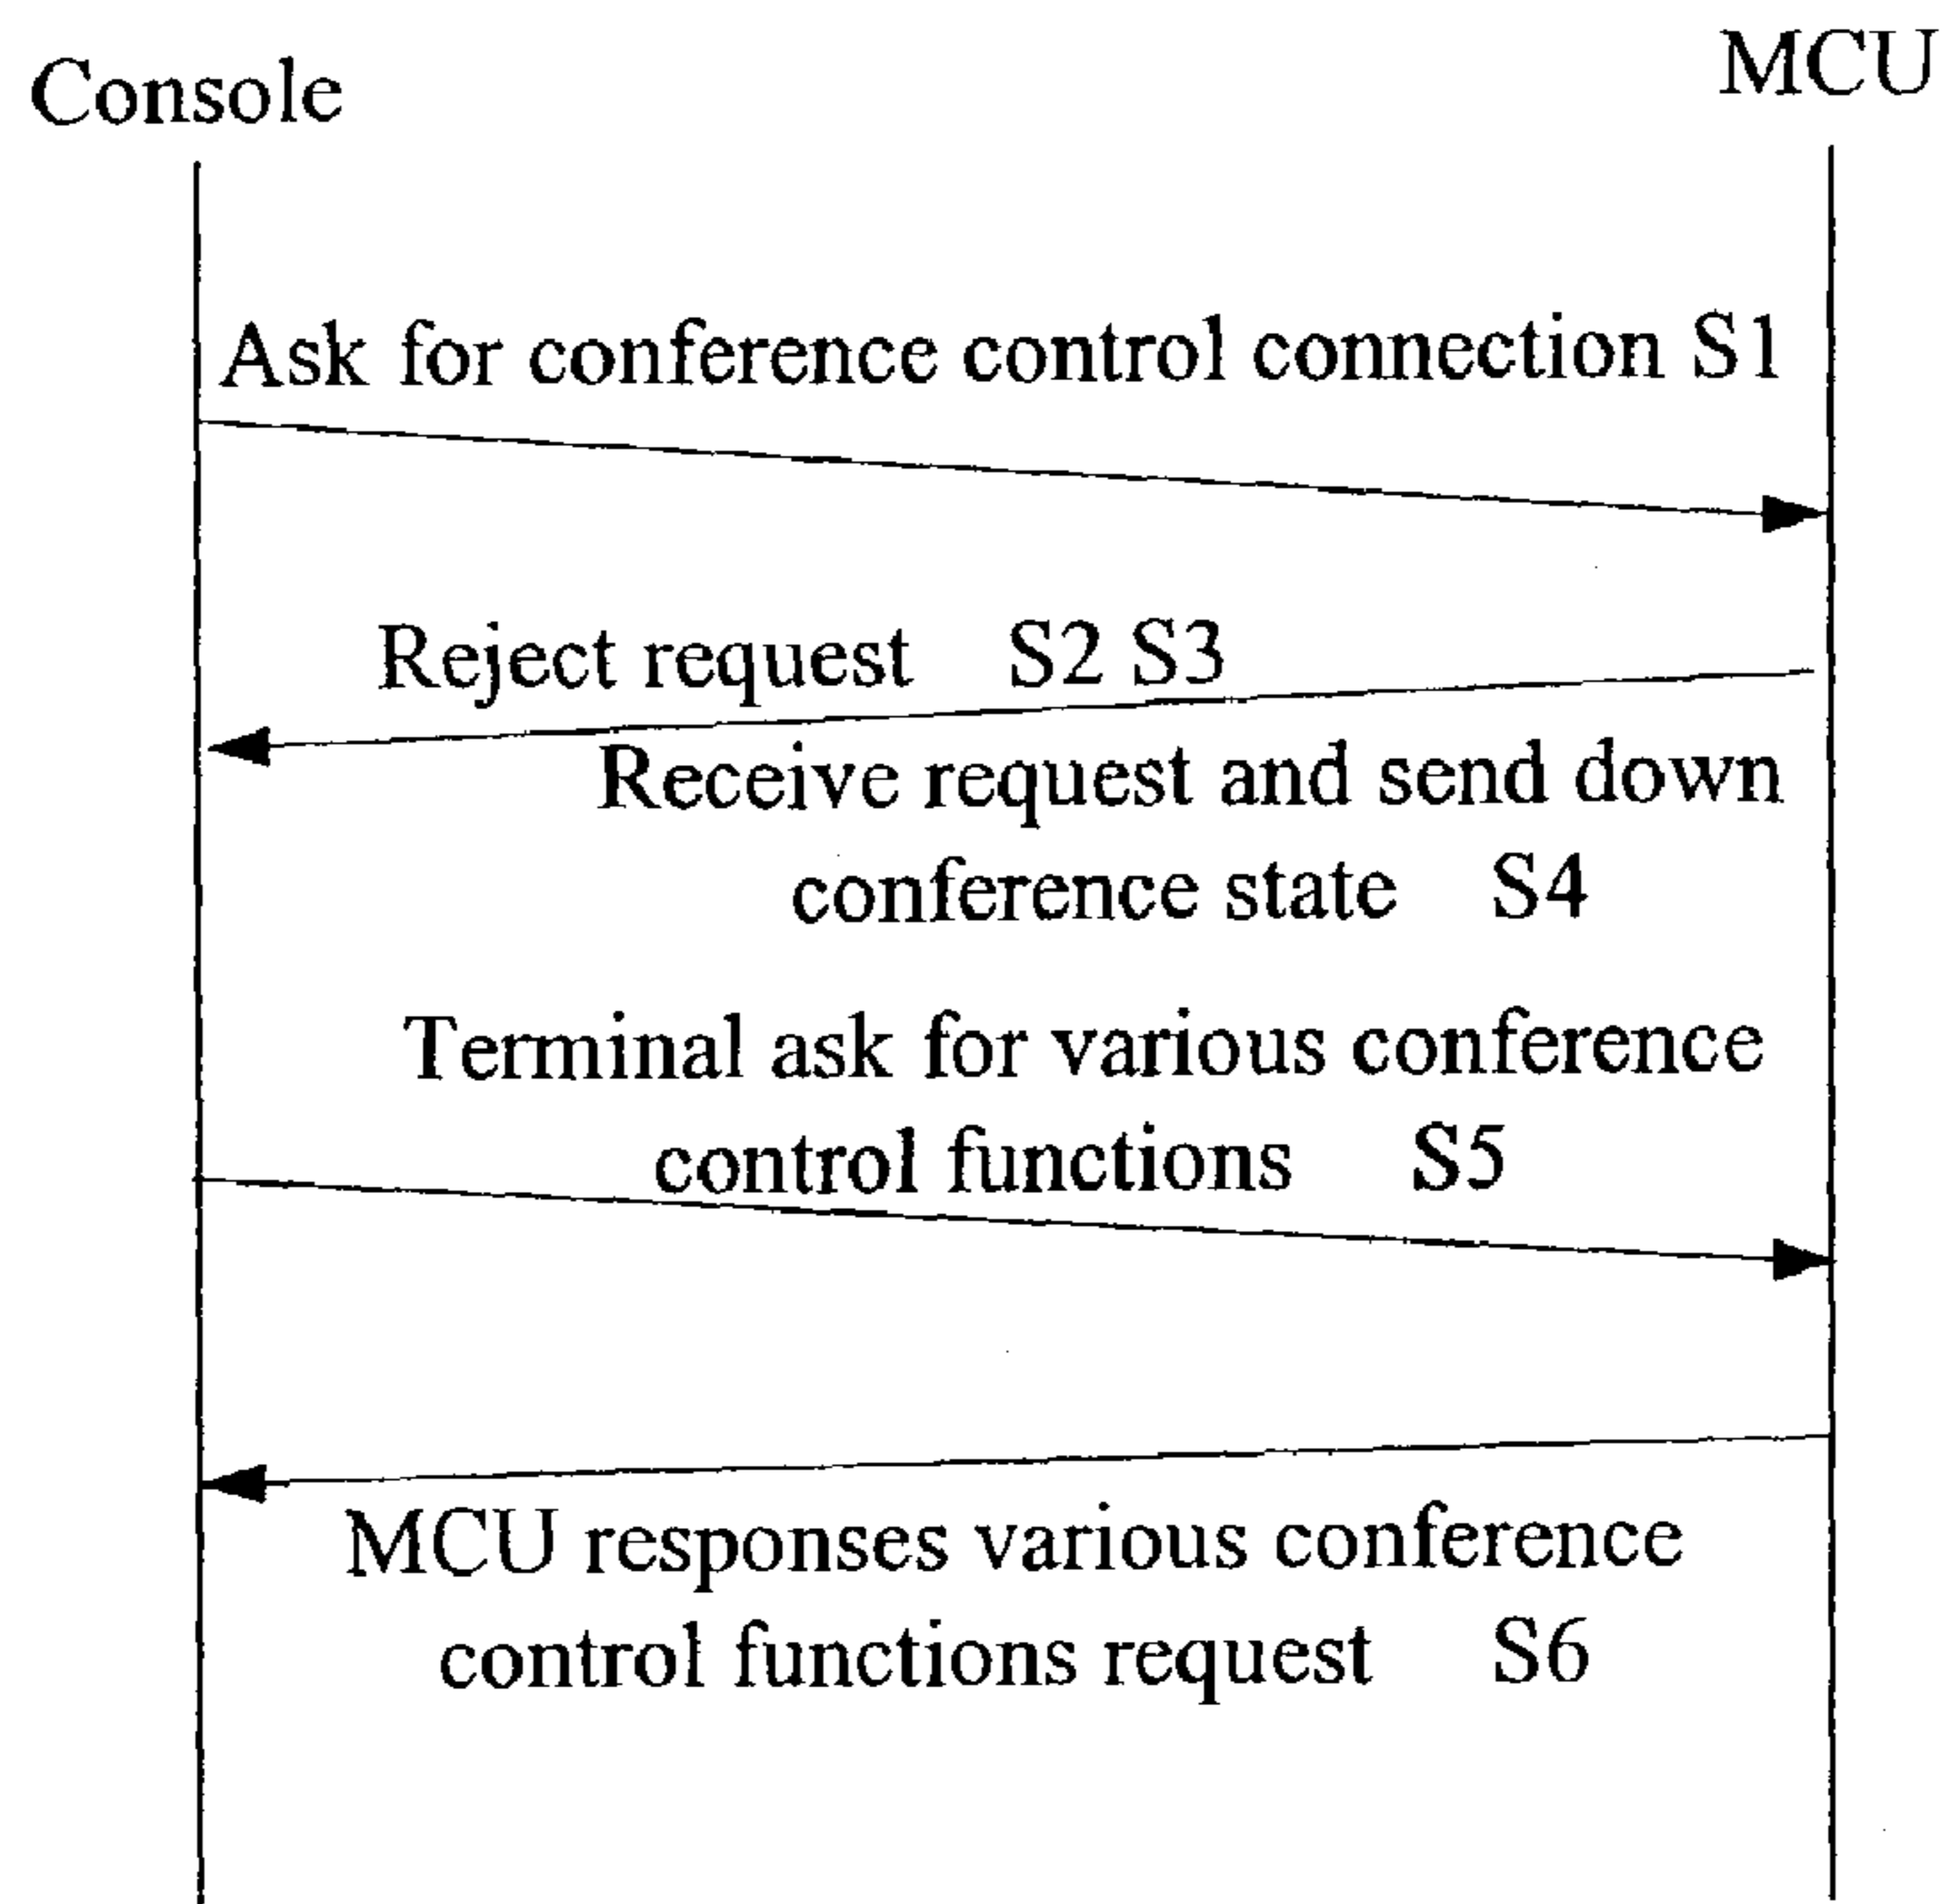 Console
MCU
Ask for conference control connection S1
Reject request S2 S3
Receive request and send down
conference state S4
Terminal ask for various conference
control functions S5
MCU responses various conference
control functions request S6